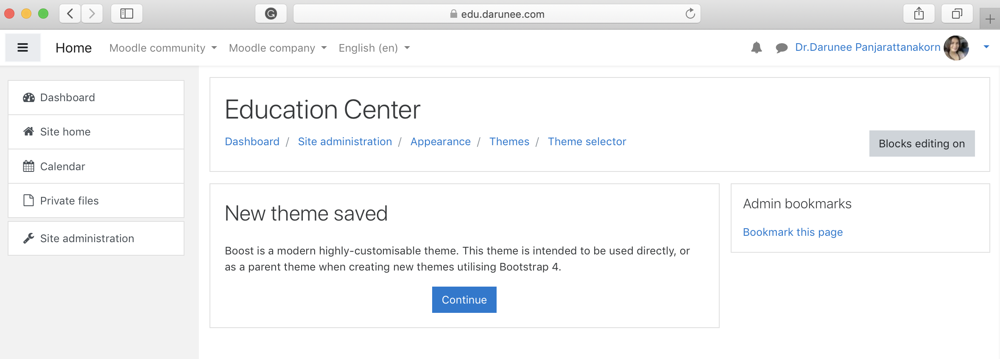 edu.darunee.com
Home Moodle community Moodle company English (en) Dr.Darunee Panjarattanakorn
Dashboard
Site home
Calendar
Private files
Site administration
Education Center
Dashboard / Site administration / Appearance / Themes / Theme selector
Blocks editing on
New theme saved
Boost is a modern highly-customisable theme. This theme is intended to be used directly, or
as a parent theme when creating new themes utilising Bootstrap 4.
Continue
Admin bookmarks
Bookmark this page